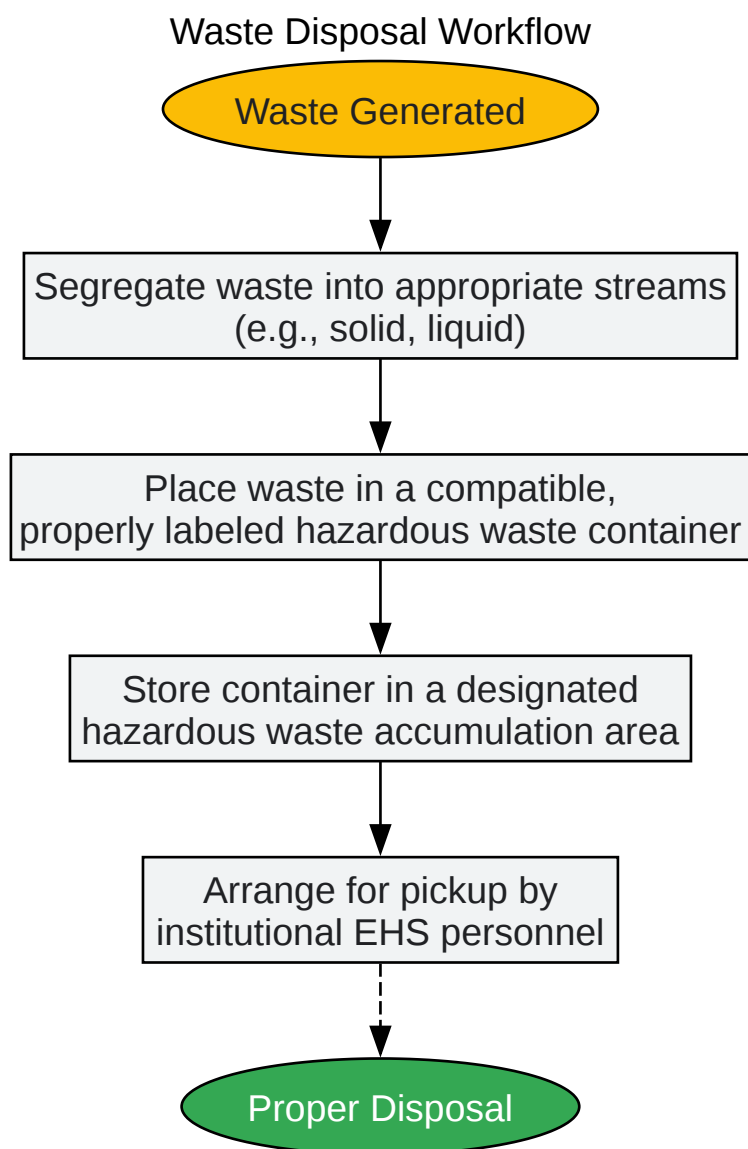 Waste Disposal Workflow
Waste Generated
Segregate waste into appropriate streams
(e.g., solid, liquid)
Place waste in a compatible,
properly labeled hazardous waste container
Store container in a designated
hazardous waste accumulation area
Arrange for pickup by
institutional EHS personnel
Proper Disposal